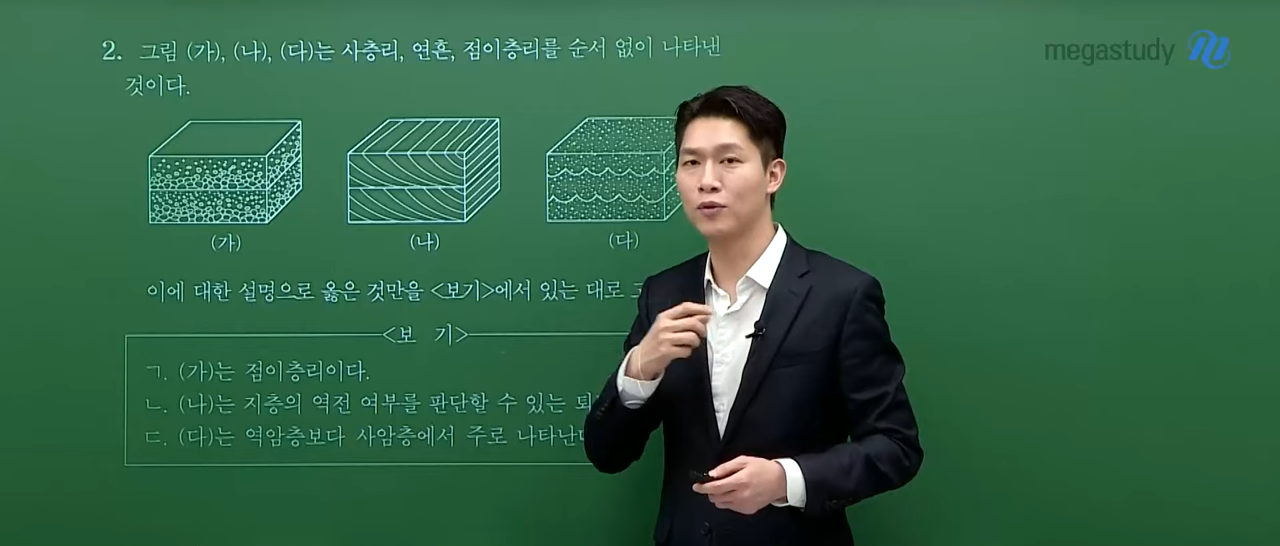 megastudy
2. 그림 (가), (나), (다)는 사층리, 연흔, 점이층리를 순서 없이 나타낸
것이다.
(가) (나) (다)
이에 대한 설명으로 옳은 것만을 <보기>에서 있는 대로
<보 기>
ㄱ. (가)는 점이층리이다.
ㄴ. (나)는 지층의 역전 여부를 판단할 수 있는
ㄷ. (다)는 역암층보다 사암층에서 주로